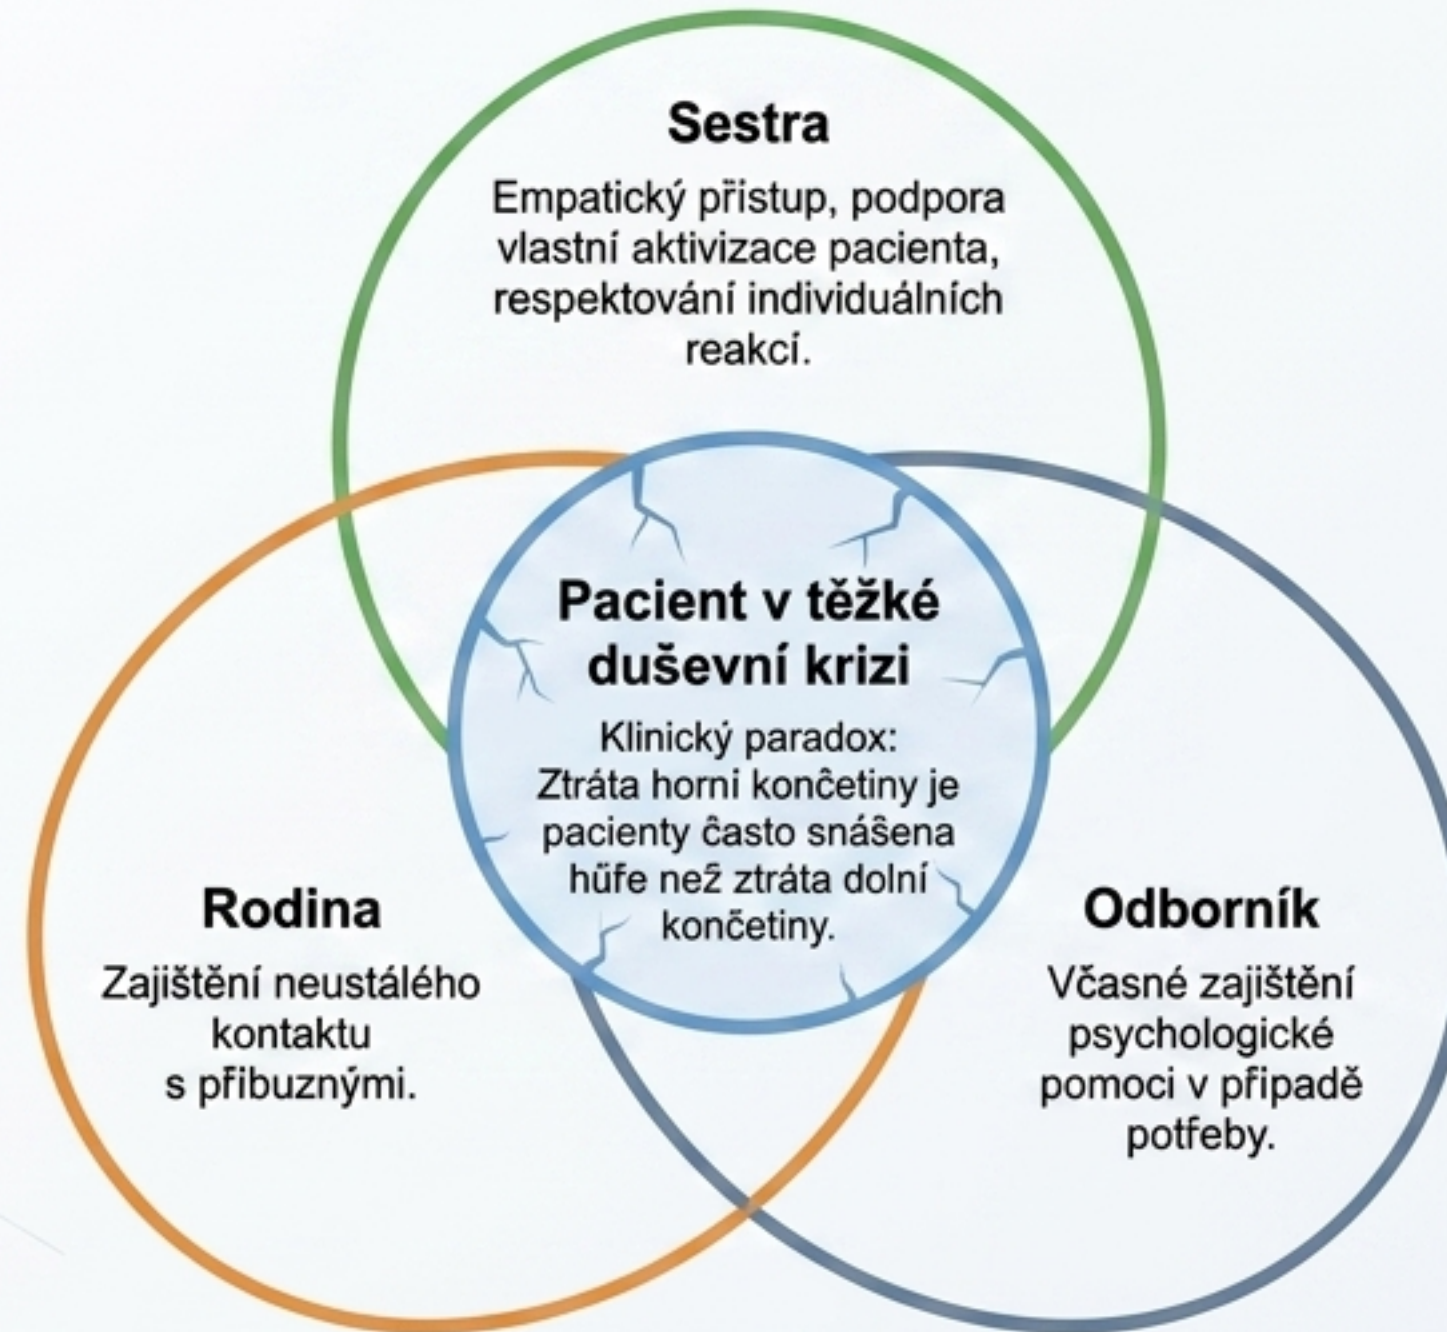 Sestra
Empatický přístup, podpora
vlastní aktivizace pacienta,
respektování individuálních
reakcí.
Pacient v těžké
duševní krizi
Klinický paradox:
Ztráta horní konĉetiny je
pacienty ĉasto snášena
hůře než ztráta dolní
končetiny.
Rodina
Zajištění neustálého
kontaktu
s příbuznými.
Odborník
Včasné zajištění
psychologické
pomoci v případě
potřeby.